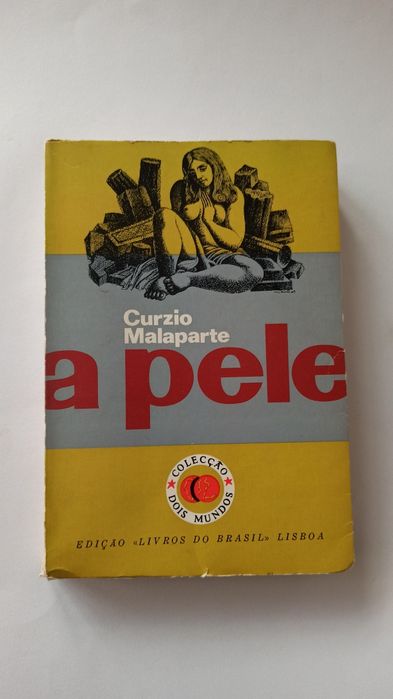 Curzio
Malaparte
a pele
COLECÇÃO
DOIS MUNDOS
EDIÇÃO «LIVROS DO BRASIL» LISBOA